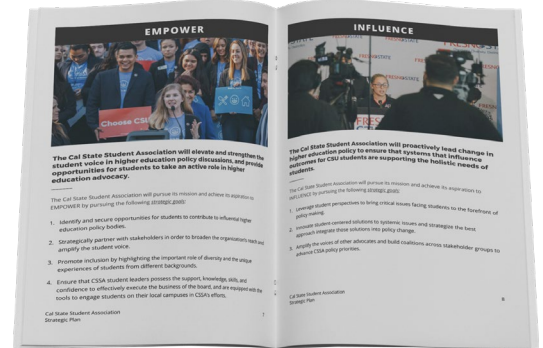 EMPOWER
Choose CSU
The Cal State Student Association will elevate and strengthen the
student voice in higher education policy discussions, and provide
opportunities for students to take an active role in higher
education advocacy.
The Cal State Student Association will pursue its mission and achieve its aspiration to
EMPOWER by pursuing the following strategic goals:
1. Identify and secure opportunities for students to contribute to influential higher
education policy bodies.
2. Strategically partner with stakeholders in order to broaden the organization's reach and
amplify the student voice.
3. Promote inclusion by highlighting the important role of diversity and the unique
experiences of students from different backgrounds.
4. Ensure that CSSA student leaders possess the support, knowledge, skills, and
confidence to effectively execute the business of the board, and are equipped with the
tools to engage students on their local campuses in CSSA's efforts.
Cal State Student Association
Strategic Plan
INFLUENCE
FRESNO STATE
FRESNO STATE
The Cal State Student Association will proactively lead change in
higher education policy to ensure that systems that influence
outcomes for CSU students are supporting the holistic needs of
students.
The Cal State Student Association will pursue its mission and achieve its aspiration to
INFLUENCE by pursuing the following strategic goals:
1. Leverage student perspectives to bring critical issues facing students to the forefront of
policy making.
2. Innovate student-centered solutions to systemic issues and strategize the best
approach integrate those solutions into policy change.
3. Amplify the voices of other advocates and build coalitions across stakeholder groups to
advance CSSA policy priorities.
Cal State Student Association
Strategic Plan
8